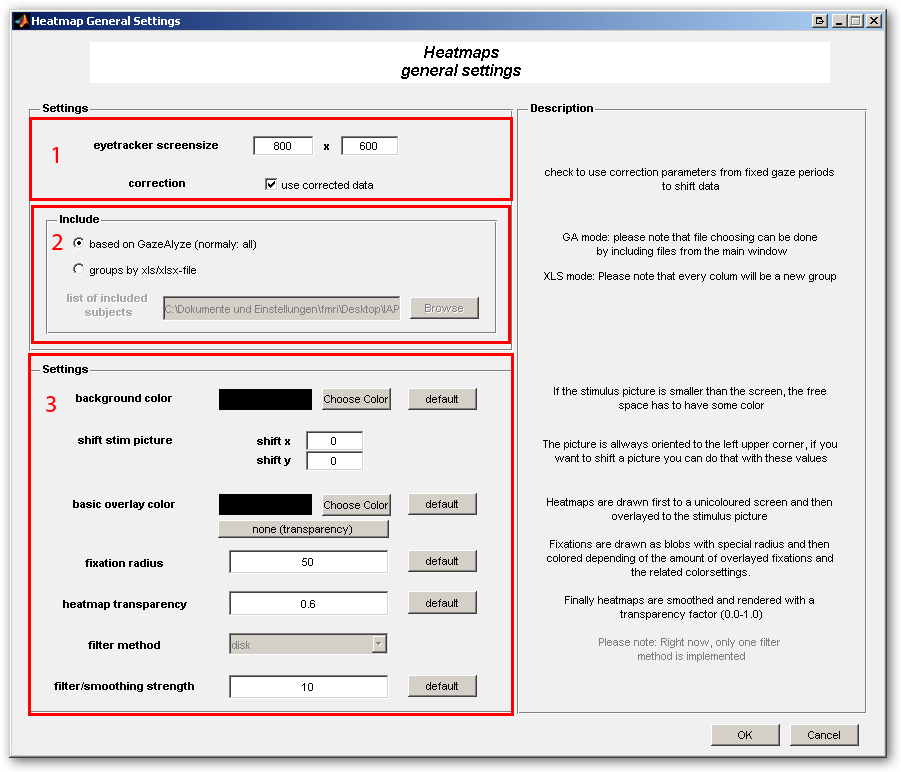 Heatmap General Settings
Heatmaps
general settings
Settings
1
eyetracker screensize 800 x 600
correction use corrected data
Include
2
based on GazeAlyze (normaly: all)
groups by xls/xlsx-file
list of included
subjects
C:\Dokumente und Einstellungen\fmri\Desktop\IAP Browse
Settings
3
background color Choose Color default
shift stim picture shift x 0
shift y 0
basic overlay color Choose Color default
none (transparency)
fixation radius 50 default
heatmap transparency 0.6 default
filter method disk
filter/smoothing strength 10 default
Description
check to use correction parameters from fixed gaze periods
to shift data
GA mode: please note that file choosing can be done
by including files from the main window
XLS mode: Please note that every colum will be a new group
If the stimulus picture is smaller than the screen, the free
space has to have some color
The picture is allways oriented to the left upper corner, if you
want to shift a picture you can do that with these values
Heatmaps are drawn first to a unicoloured screen and then
overlayed to the stimulus picture
Fixations are drawn as blobs with special radius and then
colored depending of the amount of overlayed fixations and
the related colorsettings.
Finally heatmaps are smoothed and rendered with a
transparency factor (0.0-1.0)
Please note: Right now, only one filter
method is implemented
OK Cancel